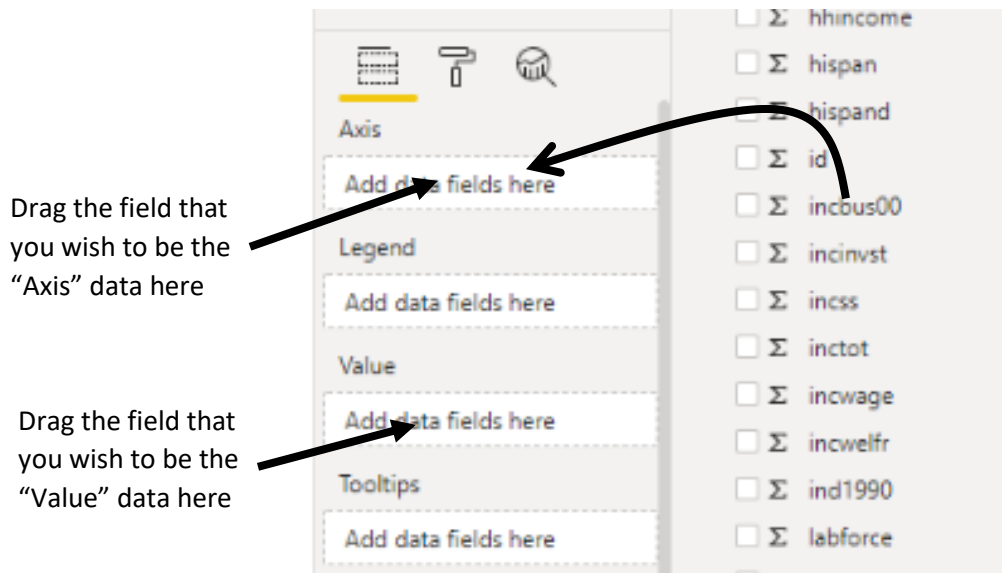 Drag the field that
you wish to be the
“Axis” data here
Drag the field that
you wish to be the
“Value” data here
Axis
Add data fields here
Legend
Add data fields here
Value
Add data fields here
Tooltips
Add data fields here
Σ hhincome
Σ hispan
Σ hispand
Σ id
Σ incbus00
Σ incinvst
Σ incss
Σ inctot
Σ incwage
Σ incwelfr
Σ ind1990
Σ labforce